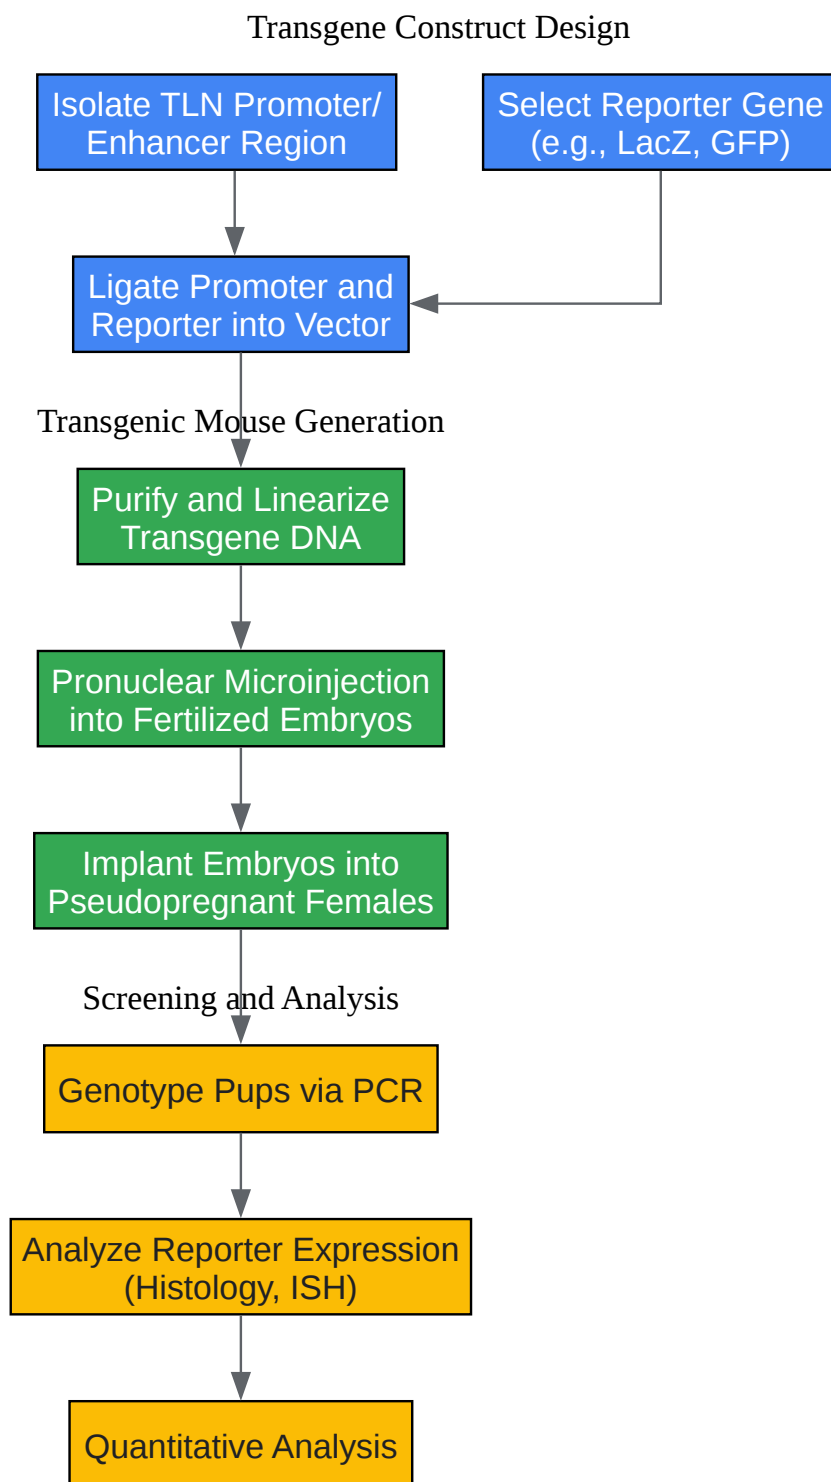 Transgene Construct Design
Isolate TLN Promoter/
Enhancer Region
Select Reporter Gene
(e.g., LacZ, GFP)
Ligate Promoter and
Reporter into Vector
Transgenic Mouse Generation
Purify and Linearize
Transgene DNA
Pronuclear Microinjection
into Fertilized Embryos
Implant Embryos into
Pseudopregnant Females
Screening and Analysis
Genotype Pups via PCR
Analyze Reporter Expression
(Histology, ISH)
Quantitative Analysis